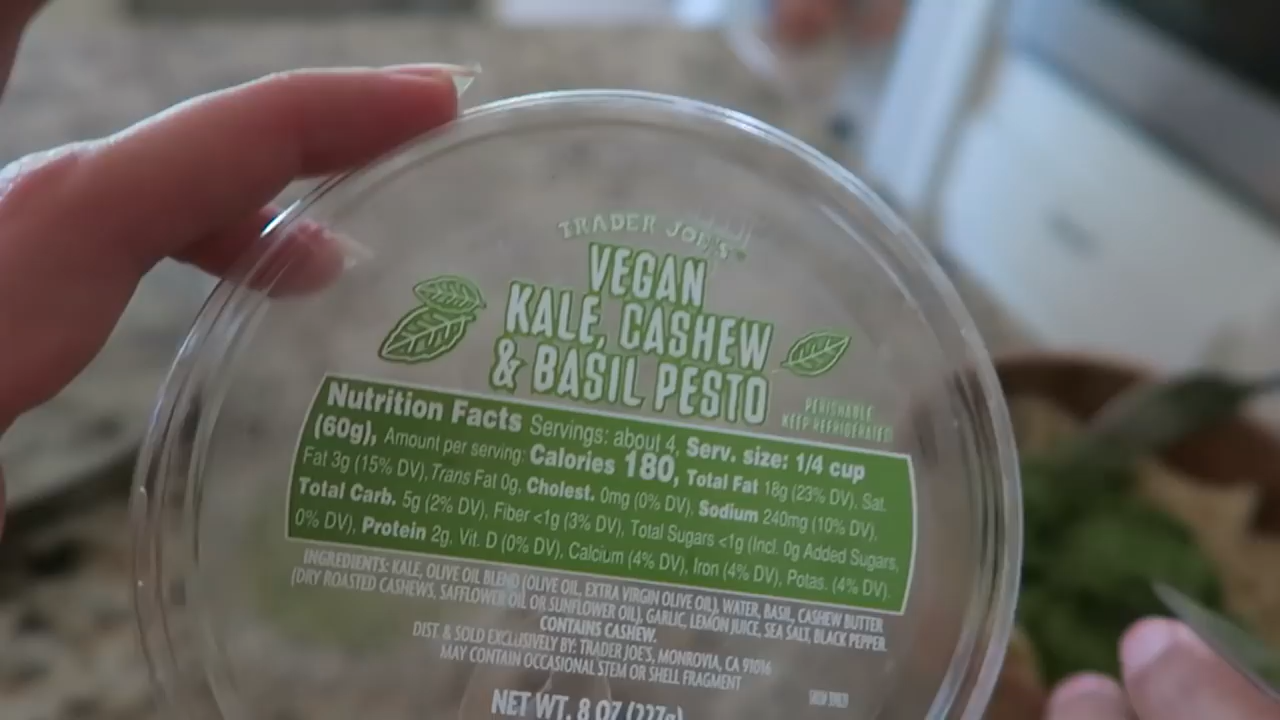 TRADER JOE'S®
VEGAN
KALE, CASHEW
& BASIL PESTO
PERISHABLE
KEEP REFRIGERATED
Nutrition Facts Servings: about 4, Serv. size: 1/4 cup
(60g), Amount per serving: Calories 180, Total Fat 18g (23% DV), Sat.
Fat 3g (15% DV), Trans Fat 0g, Cholest. 0mg (0% DV), Sodium 240mg (10% DV),
Total Carb. 5g (2% DV), Fiber <1g (3% DV), Total Sugars <1g (Incl. 0g Added Sugars,
0% DV), Protein 2g, Vit. D (0% DV), Calcium (4% DV), Iron (4% DV), Potas. (4% DV).
INGREDIENTS: KALE, OLIVE OIL BLEND (OLIVE OIL, EXTRA VIRGIN OLIVE OIL), WATER, BASIL, CASHEW BUTTER
(DRY ROASTED CASHEWS, SAFFLOWER OIL OR SUNFLOWER OIL), GARLIC, LEMON JUICE, SEA SALT, BLACK PEPPER.
CONTAINS CASHEW.
DIST. & SOLD EXCLUSIVELY BY: TRADER JOE'S, MONROVIA, CA 91016
MAY CONTAIN OCCASIONAL STEM OR SHELL FRAGMENT
NET WT. 8 OZ (227g)